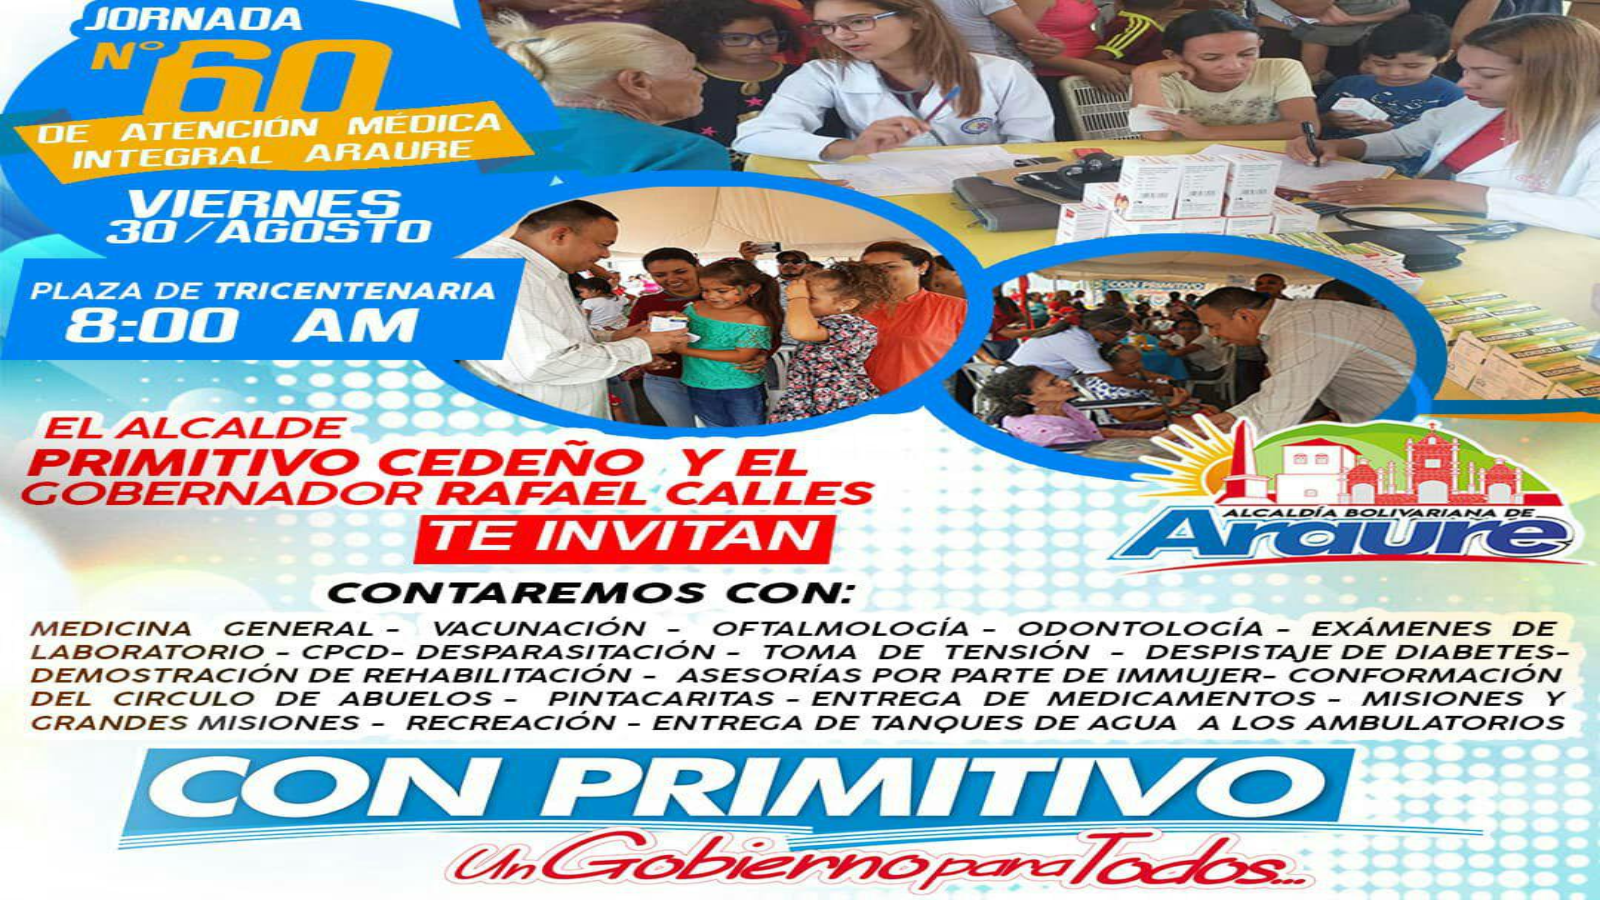 JORNADA
N° 60
DE ATENCIÓN MÉDICA
INTEGRAL ARAURE
VIERNES
30/AGOSTO
PLAZA DE TRICENTENARIA
8:00 AM
CON PRIMITIVO
EL ALCALDE
PRIMITIVO CEDEÑO Y EL
GOBERNADOR RAFAEL CALLES
TE INVITAN
ALCALDÍA BOLIVARIANA DE
Araure
CONTAREMOS CON:
MEDICINA GENERAL - VACUNACIÓN - OFTALMOLOGÍA - ODONTOLOGÍA - EXÁMENES DE
LABORATORIO - CPCD- DESPARASITACIÓN - TOMA DE TENSIÓN - DESPISTAJE DE DIABETES-
DEMOSTRACIÓN DE REHABILITACIÓN - ASESORÍAS POR PARTE DE IMMUJER- CONFORMACIÓN
DEL CIRCULO DE ABUELOS - PINTACARITAS - ENTREGA DE MEDICAMENTOS - MISIONES Y
GRANDES MISIONES - RECREACIÓN - ENTREGA DE TANQUES DE AGUA A LOS AMBULATORIOS
CON PRIMITIVO
Un Gobierno para Todos...